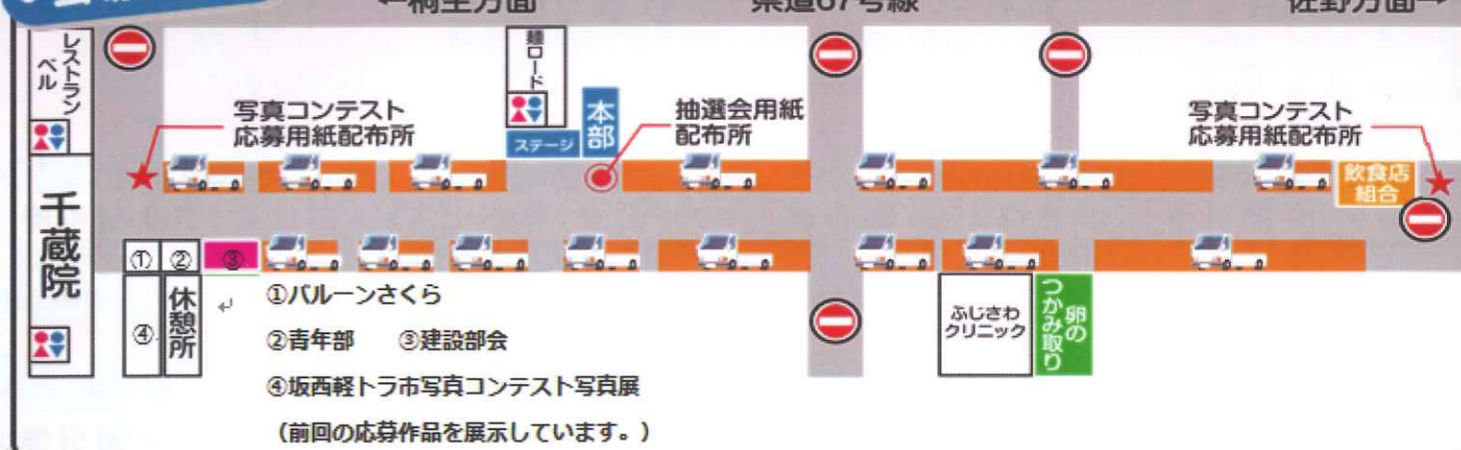 ←桐生方面
県道67号線
佐野方面→
レストラン
ベル
麺ロード
写真コンテスト
応募用紙配布所
ステージ
本部
抽選会用紙
配布所
写真コンテスト
応募用紙配布所
飲食店
組合
千蔵院
① ② ③
④
休憩所
①バルーンさくら
②青年部 ③建設部会
④坂西軽トラ市写真コンテスト写真展
(前回の応募作品を展示しています。)
ふじさわ
クリニック
卵の
つかみ取り